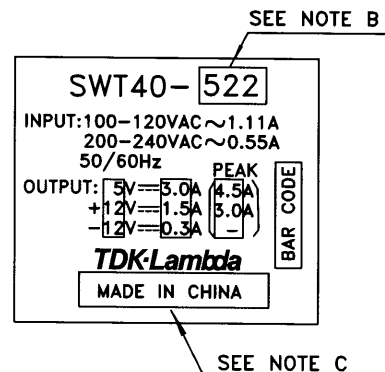 SEE NOTE B
SWT40-522
INPUT:100-120VAC∼1.11A
200-240VAC∼0.55A
50/60Hz
PEAK
OUTPUT: 5V⎓3.0A (4.5A)
+12V⎓1.5A (3.0A)
-12V⎓0.3A ( - )
BAR CODE
TDK·Lambda
MADE IN CHINA
SEE NOTE C